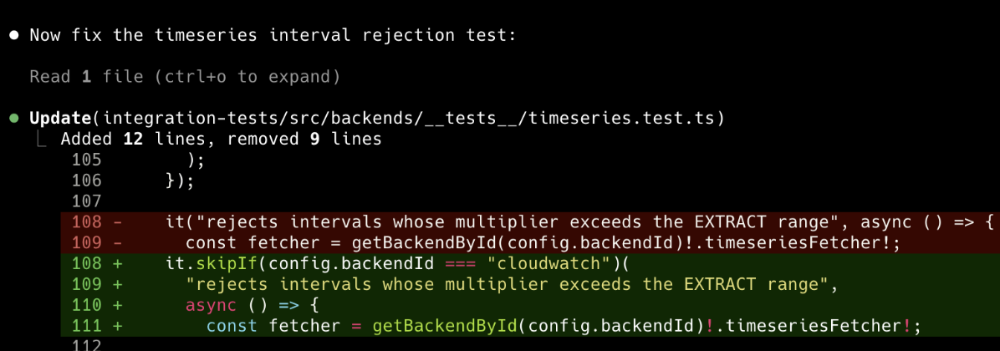 ● Now fix the timeseries interval rejection test:
Read 1 file (ctrl+o to expand)
● Update(integration-tests/src/backends/__tests__/timeseries.test.ts)
└ Added 12 lines, removed 9 lines
105         );
106       });
107
108 -     it("rejects intervals whose multiplier exceeds the EXTRACT range", async () => {
109 -       const fetcher = getBackendById(config.backendId)!.timeseriesFetcher!;
108 +     it.skipIf(config.backendId === "cloudwatch")(
109 +       "rejects intervals whose multiplier exceeds the EXTRACT range",
110 +       async () => {
111 +         const fetcher = getBackendById(config.backendId)!.timeseriesFetcher!;
112